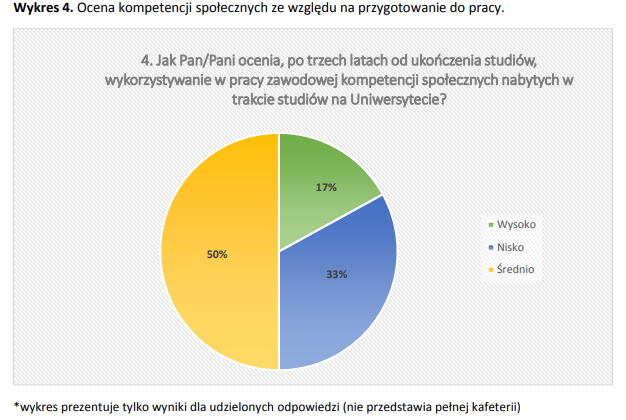 Wykres 4. Ocena kompetencji społecznych ze względu na przygotowanie do pracy.
4. Jak Pan/Pani ocenia, po trzech latach od ukończenia studiów,
wykorzystywanie w pracy zawodowej kompetencji społecznych nabytych w
trakcie studiów na Uniwersytecie?
17%
50%
33%
Wysoko
Nisko
Średnio
*wykres prezentuje tylko wyniki dla udzielonych odpowiedzi (nie przedstawia pełnej kafeterii)